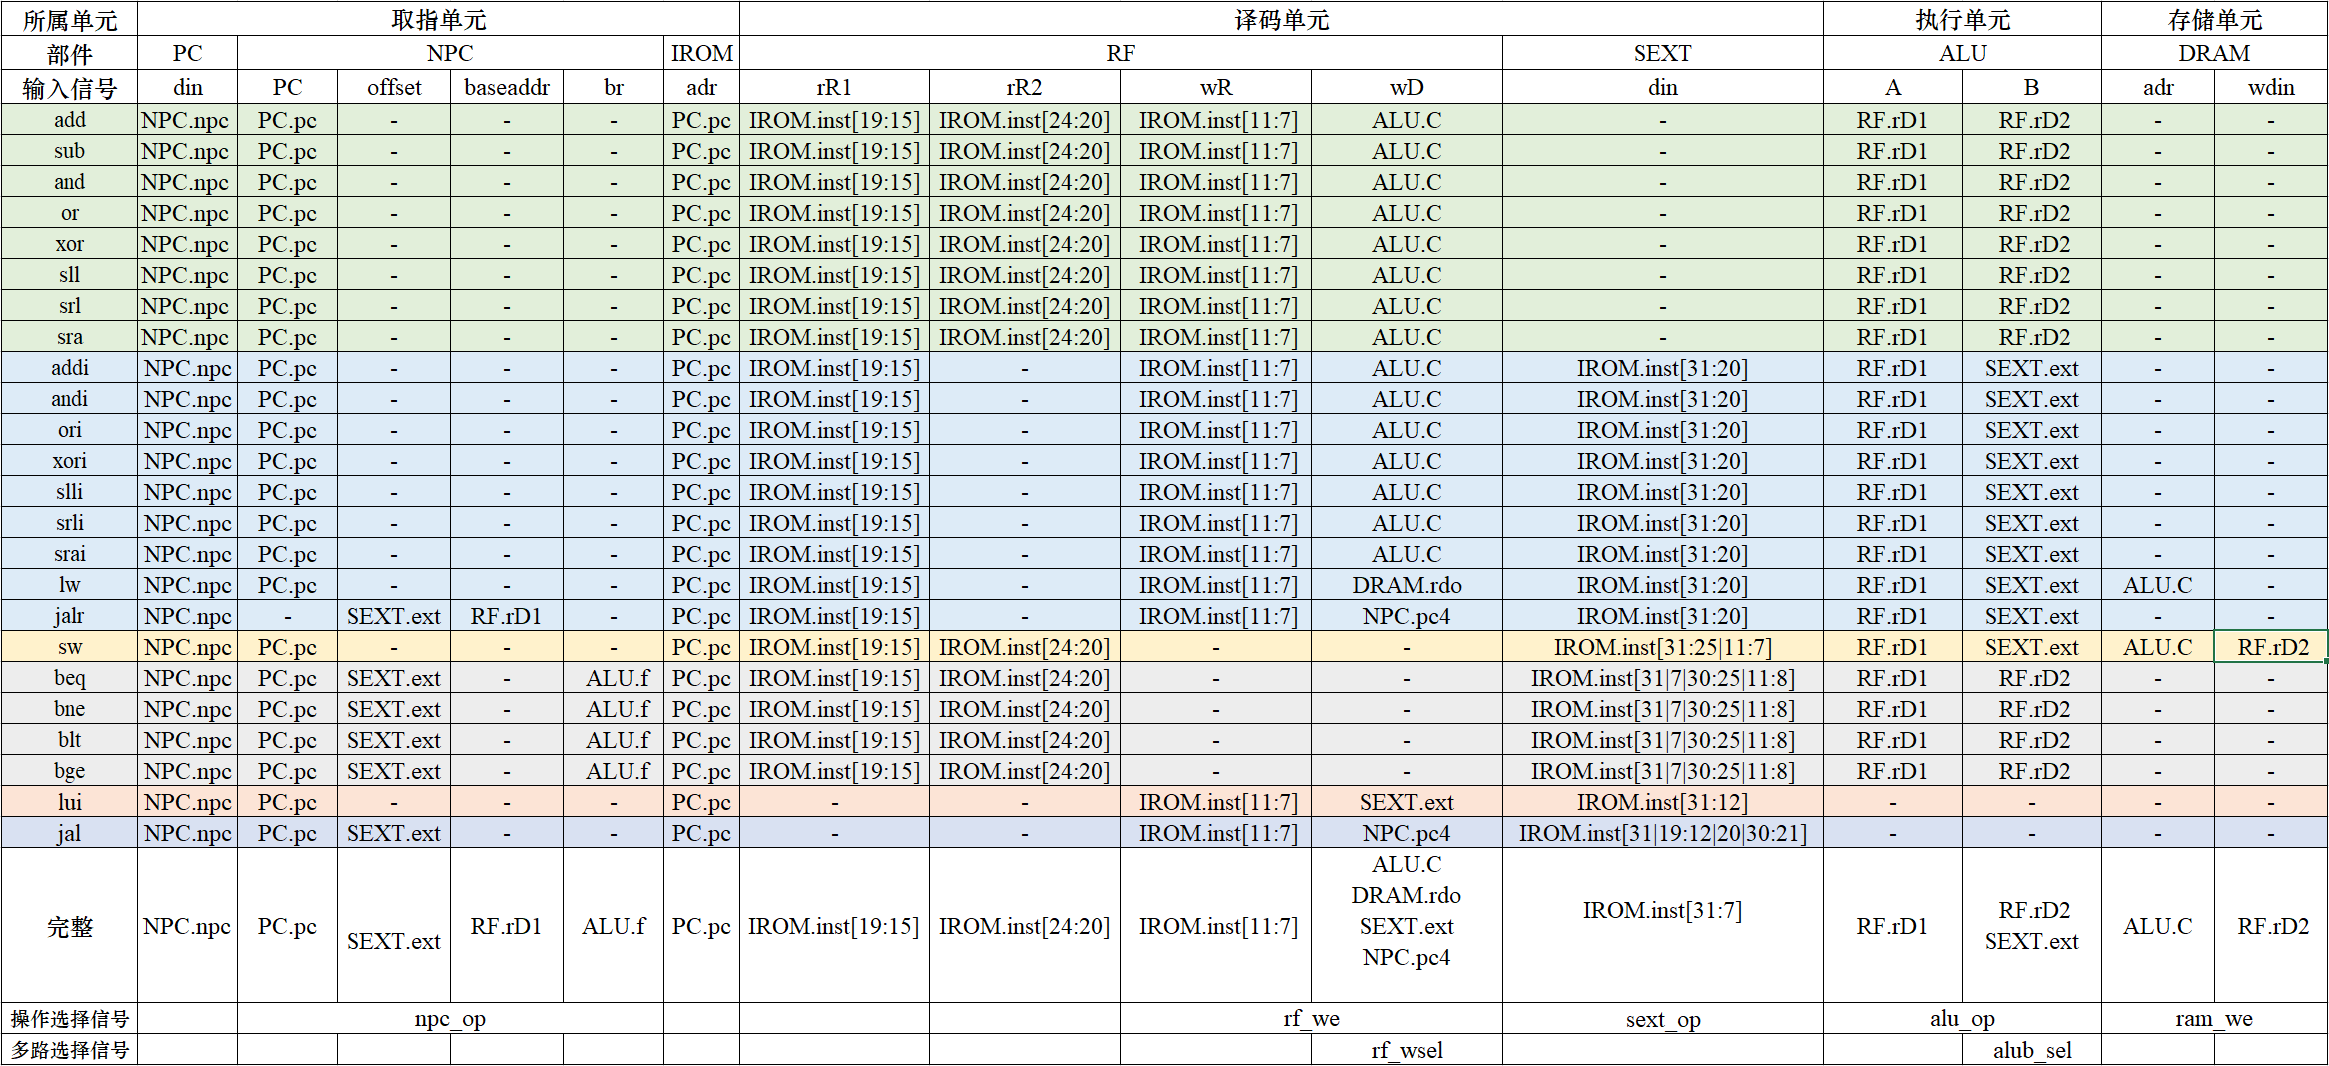 所属单元 取指单元 译码单元 执行单元 存储单元
部件 PC NPC IROM RF SEXT ALU DRAM
输入信号 din PC offset baseaddr br adr rR1 rR2 wR wD din A B adr wdin
add NPC.npc PC.pc - - - PC.pc IROM.inst[19:15] IROM.inst[24:20] IROM.inst[11:7] ALU.C - RF.rD1 RF.rD2 - -
sub NPC.npc PC.pc - - - PC.pc IROM.inst[19:15] IROM.inst[24:20] IROM.inst[11:7] ALU.C - RF.rD1 RF.rD2 - -
and NPC.npc PC.pc - - - PC.pc IROM.inst[19:15] IROM.inst[24:20] IROM.inst[11:7] ALU.C - RF.rD1 RF.rD2 - -
or NPC.npc PC.pc - - - PC.pc IROM.inst[19:15] IROM.inst[24:20] IROM.inst[11:7] ALU.C - RF.rD1 RF.rD2 - -
xor NPC.npc PC.pc - - - PC.pc IROM.inst[19:15] IROM.inst[24:20] IROM.inst[11:7] ALU.C - RF.rD1 RF.rD2 - -
sll NPC.npc PC.pc - - - PC.pc IROM.inst[19:15] IROM.inst[24:20] IROM.inst[11:7] ALU.C - RF.rD1 RF.rD2 - -
srl NPC.npc PC.pc - - - PC.pc IROM.inst[19:15] IROM.inst[24:20] IROM.inst[11:7] ALU.C - RF.rD1 RF.rD2 - -
sra NPC.npc PC.pc - - - PC.pc IROM.inst[19:15] IROM.inst[24:20] IROM.inst[11:7] ALU.C - RF.rD1 RF.rD2 - -
addi NPC.npc PC.pc - - - PC.pc IROM.inst[19:15] - IROM.inst[11:7] ALU.C IROM.inst[31:20] RF.rD1 SEXT.ext - -
andi NPC.npc PC.pc - - - PC.pc IROM.inst[19:15] - IROM.inst[11:7] ALU.C IROM.inst[31:20] RF.rD1 SEXT.ext - -
ori NPC.npc PC.pc - - - PC.pc IROM.inst[19:15] - IROM.inst[11:7] ALU.C IROM.inst[31:20] RF.rD1 SEXT.ext - -
xori NPC.npc PC.pc - - - PC.pc IROM.inst[19:15] - IROM.inst[11:7] ALU.C IROM.inst[31:20] RF.rD1 SEXT.ext - -
slli NPC.npc PC.pc - - - PC.pc IROM.inst[19:15] - IROM.inst[11:7] ALU.C IROM.inst[31:20] RF.rD1 SEXT.ext - -
srli NPC.npc PC.pc - - - PC.pc IROM.inst[19:15] - IROM.inst[11:7] ALU.C IROM.inst[31:20] RF.rD1 SEXT.ext - -
srai NPC.npc PC.pc - - - PC.pc IROM.inst[19:15] - IROM.inst[11:7] ALU.C IROM.inst[31:20] RF.rD1 SEXT.ext - -
lw NPC.npc PC.pc - - - PC.pc IROM.inst[19:15] - IROM.inst[11:7] DRAM.rdo IROM.inst[31:20] RF.rD1 SEXT.ext ALU.C -
jalr NPC.npc - SEXT.ext RF.rD1 - PC.pc IROM.inst[19:15] - IROM.inst[11:7] NPC.pc4 IROM.inst[31:20] RF.rD1 SEXT.ext - -
sw NPC.npc PC.pc - - - PC.pc IROM.inst[19:15] IROM.inst[24:20] - - IROM.inst[31:25|11:7] RF.rD1 SEXT.ext ALU.C RF.rD2
beq NPC.npc PC.pc SEXT.ext - ALU.f PC.pc IROM.inst[19:15] IROM.inst[24:20] - - IROM.inst[31|7|30:25|11:8] RF.rD1 RF.rD2 - -
bne NPC.npc PC.pc SEXT.ext - ALU.f PC.pc IROM.inst[19:15] IROM.inst[24:20] - - IROM.inst[31|7|30:25|11:8] RF.rD1 RF.rD2 - -
blt NPC.npc PC.pc SEXT.ext - ALU.f PC.pc IROM.inst[19:15] IROM.inst[24:20] - - IROM.inst[31|7|30:25|11:8] RF.rD1 RF.rD2 - -
bge NPC.npc PC.pc SEXT.ext - ALU.f PC.pc IROM.inst[19:15] IROM.inst[24:20] - - IROM.inst[31|7|30:25|11:8] RF.rD1 RF.rD2 - -
lui NPC.npc PC.pc - - - PC.pc - - IROM.inst[11:7] SEXT.ext IROM.inst[31:12] - - - -
jal NPC.npc PC.pc SEXT.ext - - PC.pc - - IROM.inst[11:7] NPC.pc4 IROM.inst[31|19:12|20|30:21] - - - -
完整 NPC.npc PC.pc SEXT.ext RF.rD1 ALU.f PC.pc IROM.inst[19:15] IROM.inst[24:20] IROM.inst[11:7]
ALU.C
DRAM.rdo
SEXT.ext
NPC.pc4
IROM.inst[31:7] RF.rD1
RF.rD2
SEXT.ext
ALU.C RF.rD2
操作选择信号 npc_op rf_we sext_op alu_op ram_we
多路选择信号 rf_wsel alub_sel